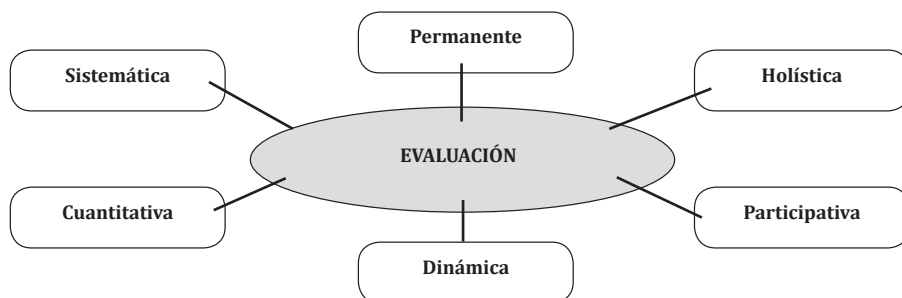 Permanente
Sistemática
Holística
EVALUACIÓN
Cuantitativa
Participativa
Dinámica